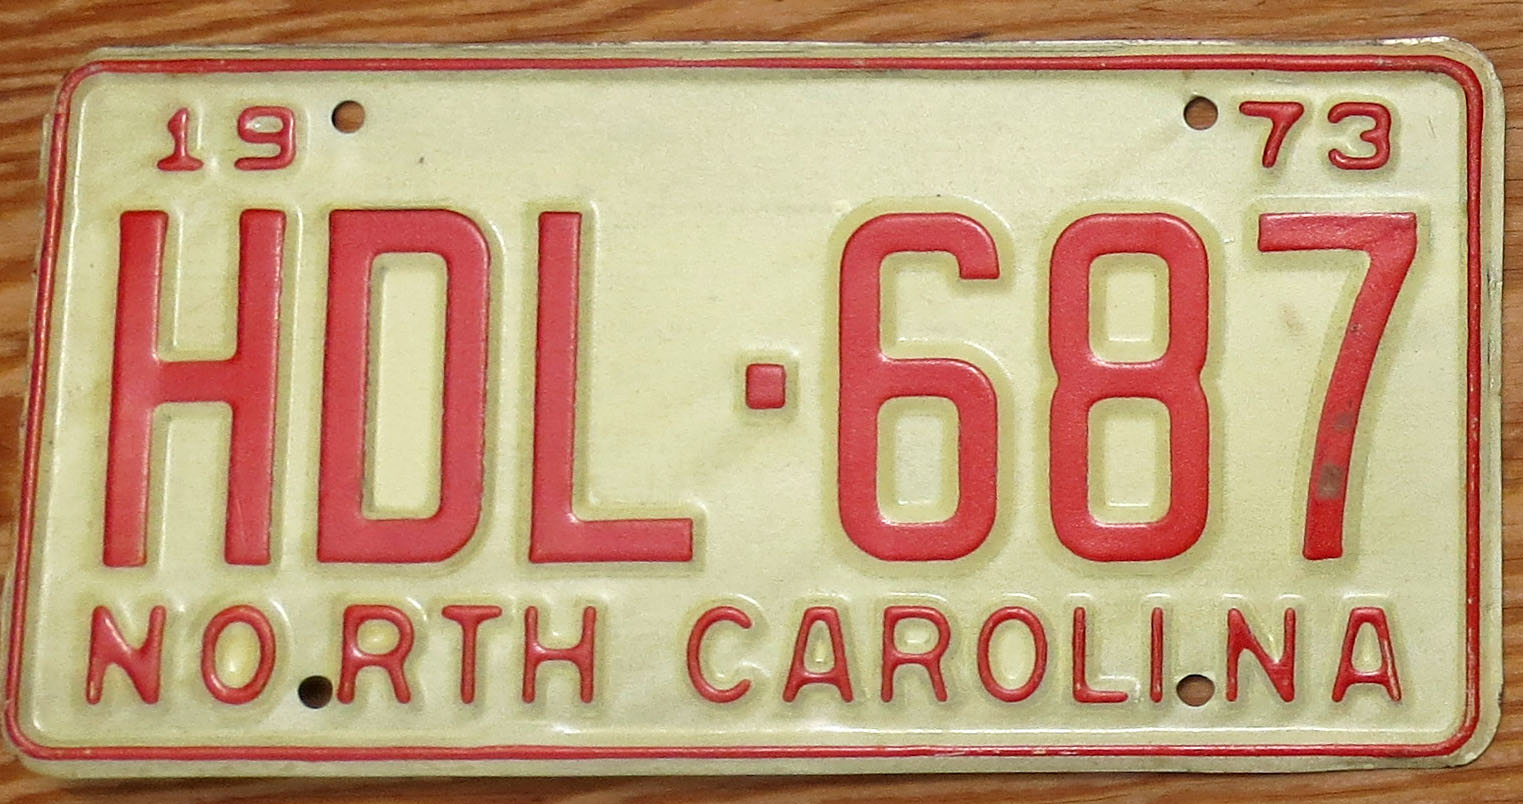 19 73
HDL·687
NORTH CAROLINA